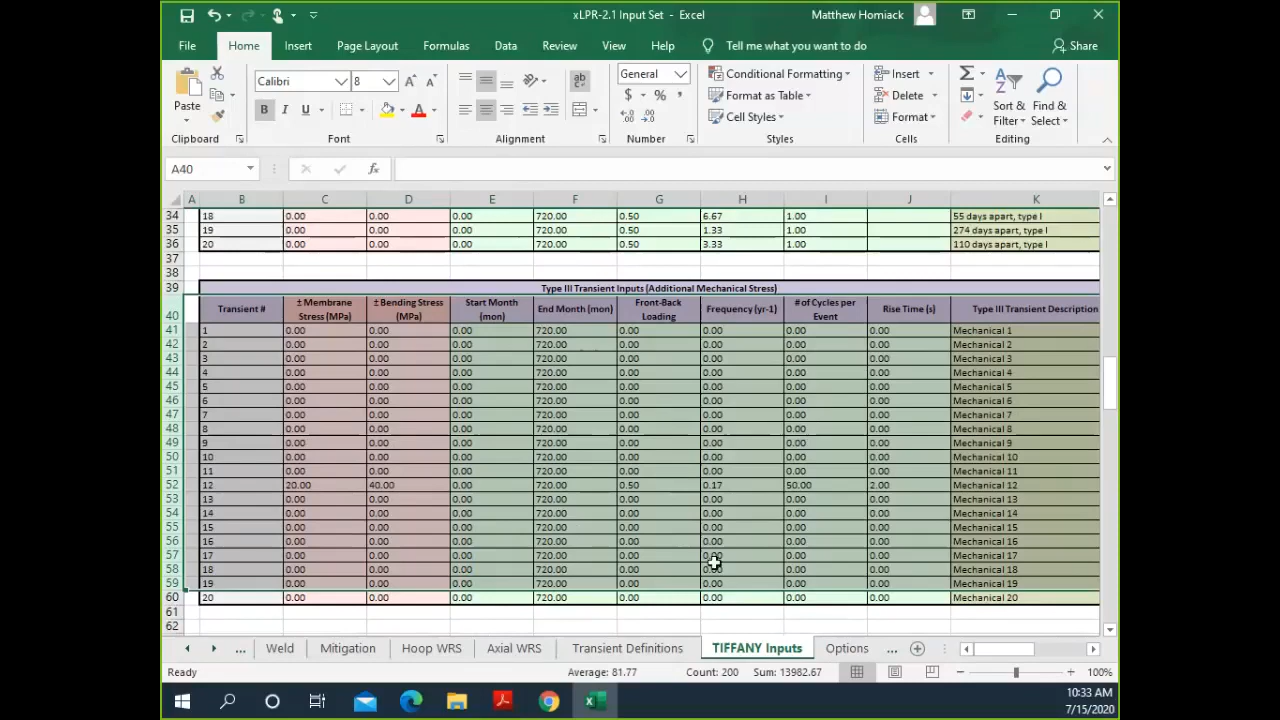 xLPR-2.1 Input Set - Excel Matthew Homiack
File Home Insert Page Layout Formulas Data Review View Help Tell me what you want to do Share
Paste Calibri 8 General Conditional Formatting Format as Table Cell Styles Insert Delete Format Sort & Filter Find & Select
Clipboard Font Alignment Number Styles Cells Editing
A40
A B C D E F G H I J K
34 18 0.00 0.00 0.00 720.00 0.50 6.67 1.00 55 days apart, type I
35 19 0.00 0.00 0.00 720.00 0.50 1.33 1.00 274 days apart, type I
36 20 0.00 0.00 0.00 720.00 0.50 3.33 1.00 110 days apart, type I
37
38
39 Type III Transient Inputs (Additional Mechanical Stress)
40 Transient # ± Membrane Stress (MPa) ± Bending Stress (MPa) Start Month (mon) End Month (mon) Front-Back Loading Frequency (yr-1) # of Cycles per Event Rise Time (s) Type III Transient Description
41 1 0.00 0.00 0.00 720.00 0.00 0.00 0.00 0.00 Mechanical 1
42 2 0.00 0.00 0.00 720.00 0.00 0.00 0.00 0.00 Mechanical 2
43 3 0.00 0.00 0.00 720.00 0.00 0.00 0.00 0.00 Mechanical 3
44 4 0.00 0.00 0.00 720.00 0.00 0.00 0.00 0.00 Mechanical 4
45 5 0.00 0.00 0.00 720.00 0.00 0.00 0.00 0.00 Mechanical 5
46 6 0.00 0.00 0.00 720.00 0.00 0.00 0.00 0.00 Mechanical 6
47 7 0.00 0.00 0.00 720.00 0.00 0.00 0.00 0.00 Mechanical 7
48 8 0.00 0.00 0.00 720.00 0.00 0.00 0.00 0.00 Mechanical 8
49 9 0.00 0.00 0.00 720.00 0.00 0.00 0.00 0.00 Mechanical 9
50 10 0.00 0.00 0.00 720.00 0.00 0.00 0.00 0.00 Mechanical 10
51 11 0.00 0.00 0.00 720.00 0.00 0.00 0.00 0.00 Mechanical 11
52 12 20.00 40.00 0.00 720.00 0.50 0.17 50.00 2.00 Mechanical 12
53 13 0.00 0.00 0.00 720.00 0.00 0.00 0.00 0.00 Mechanical 13
54 14 0.00 0.00 0.00 720.00 0.00 0.00 0.00 0.00 Mechanical 14
55 15 0.00 0.00 0.00 720.00 0.00 0.00 0.00 0.00 Mechanical 15
56 16 0.00 0.00 0.00 720.00 0.00 0.00 0.00 0.00 Mechanical 16
57 17 0.00 0.00 0.00 720.00 0.00 0.00 0.00 0.00 Mechanical 17
58 18 0.00 0.00 0.00 720.00 0.00 0.00 0.00 Mechanical 18
59 19 0.00 0.00 0.00 720.00 0.00 0.00 0.00 0.00 Mechanical 19
60 20 0.00 0.00 0.00 720.00 0.00 0.00 0.00 0.00 Mechanical 20
61
62
... Weld Mitigation Hoop WRS Axial WRS Transient Definitions TIFFANY Inputs Options ...
Ready Average: 81.77 Count: 200 Sum: 13982.67 100%
10:33 AM
7/15/2020